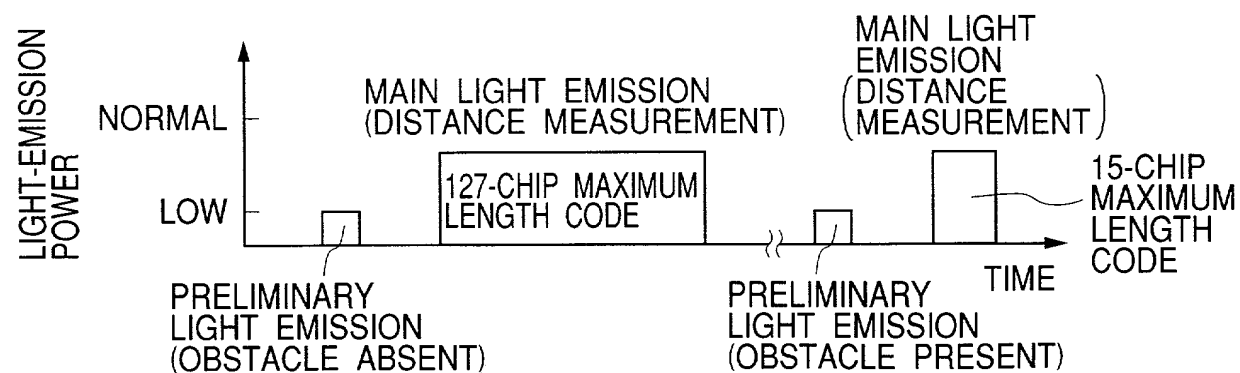 LIGHT-EMISSION
POWER
NORMAL
LOW
MAIN LIGHT EMISSION
(DISTANCE MEASUREMENT)
127-CHIP MAXIMUM
LENGTH CODE
PRELIMINARY
LIGHT EMISSION
(OBSTACLE ABSENT)
MAIN LIGHT
EMISSION
(DISTANCE
MEASUREMENT)
15-CHIP
MAXIMUM
LENGTH
CODE
PRELIMINARY
LIGHT EMISSION
(OBSTACLE PRESENT)
TIME